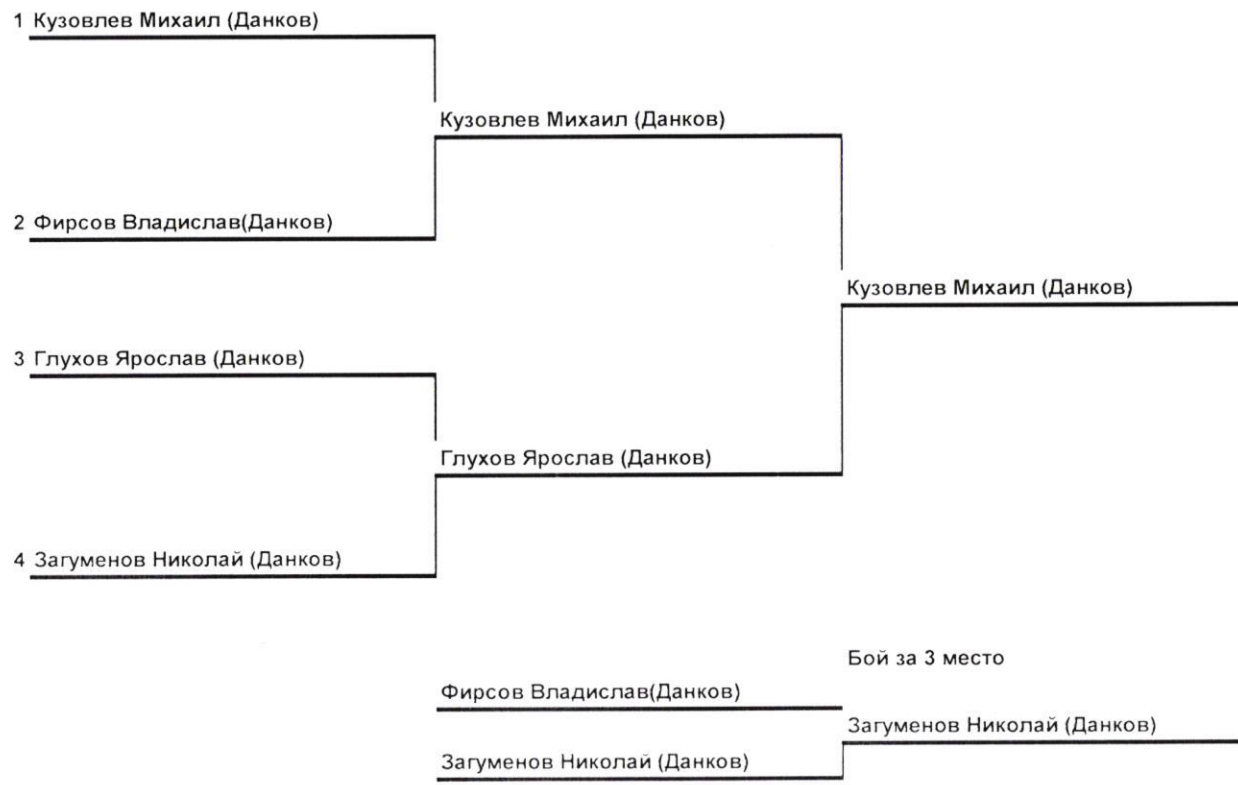 1 Кузовлев Михаил (Данков)
Кузовлев Михаил (Данков)
2 Фирсов Владислав(Данков)
Кузовлев Михаил (Данков)
3 Глухов Ярослав (Данков)
Глухов Ярослав (Данков)
4 Загуменов Николай (Данков)
Бой за 3 место
Фирсов Владислав(Данков)
Загуменов Николай (Данков)
Загуменов Николай (Данков)